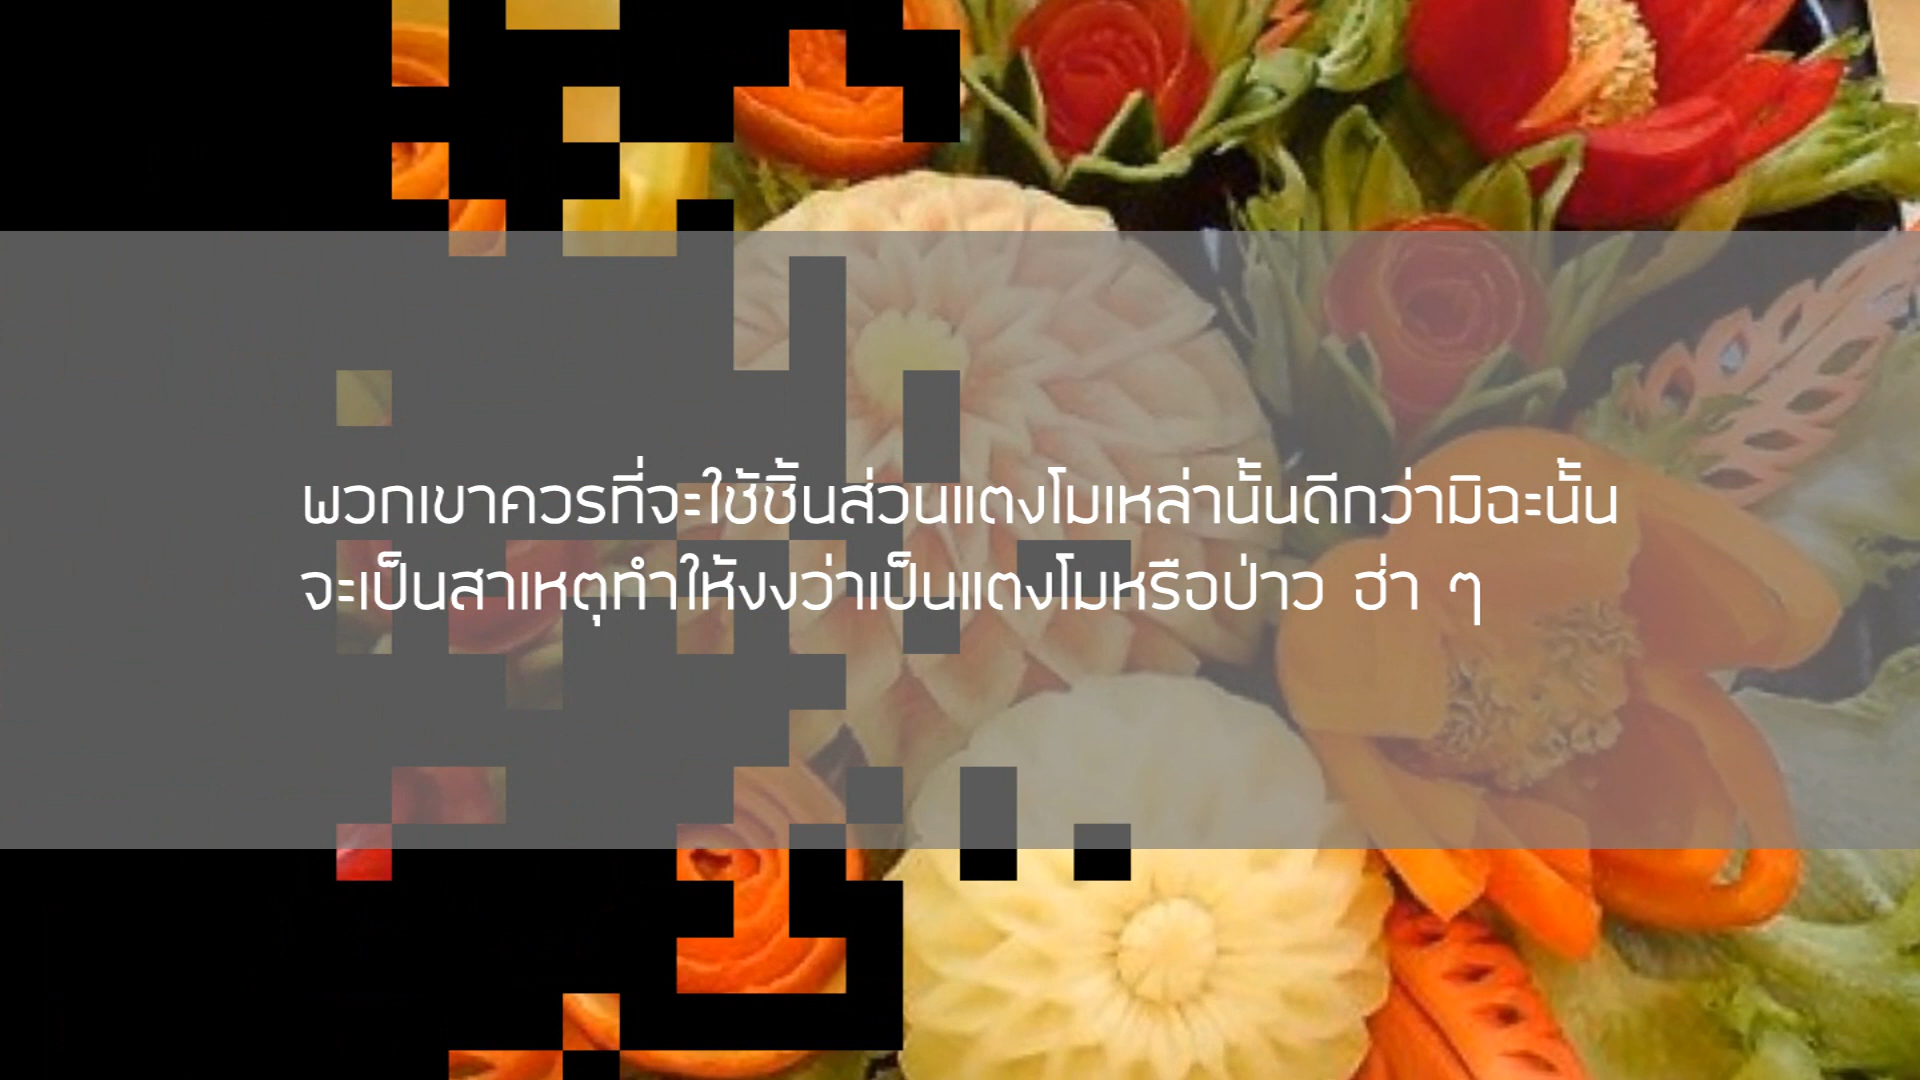 พวกเขาควรที่จะใช้ชิ้นส่วนแตงโมเหล่านั้นดีกว่ามิฉะนั้น
จะเป็นสาเหตุทำให้งงว่าเป็นแตงโมหรือป่าว ฮ่า ๆ